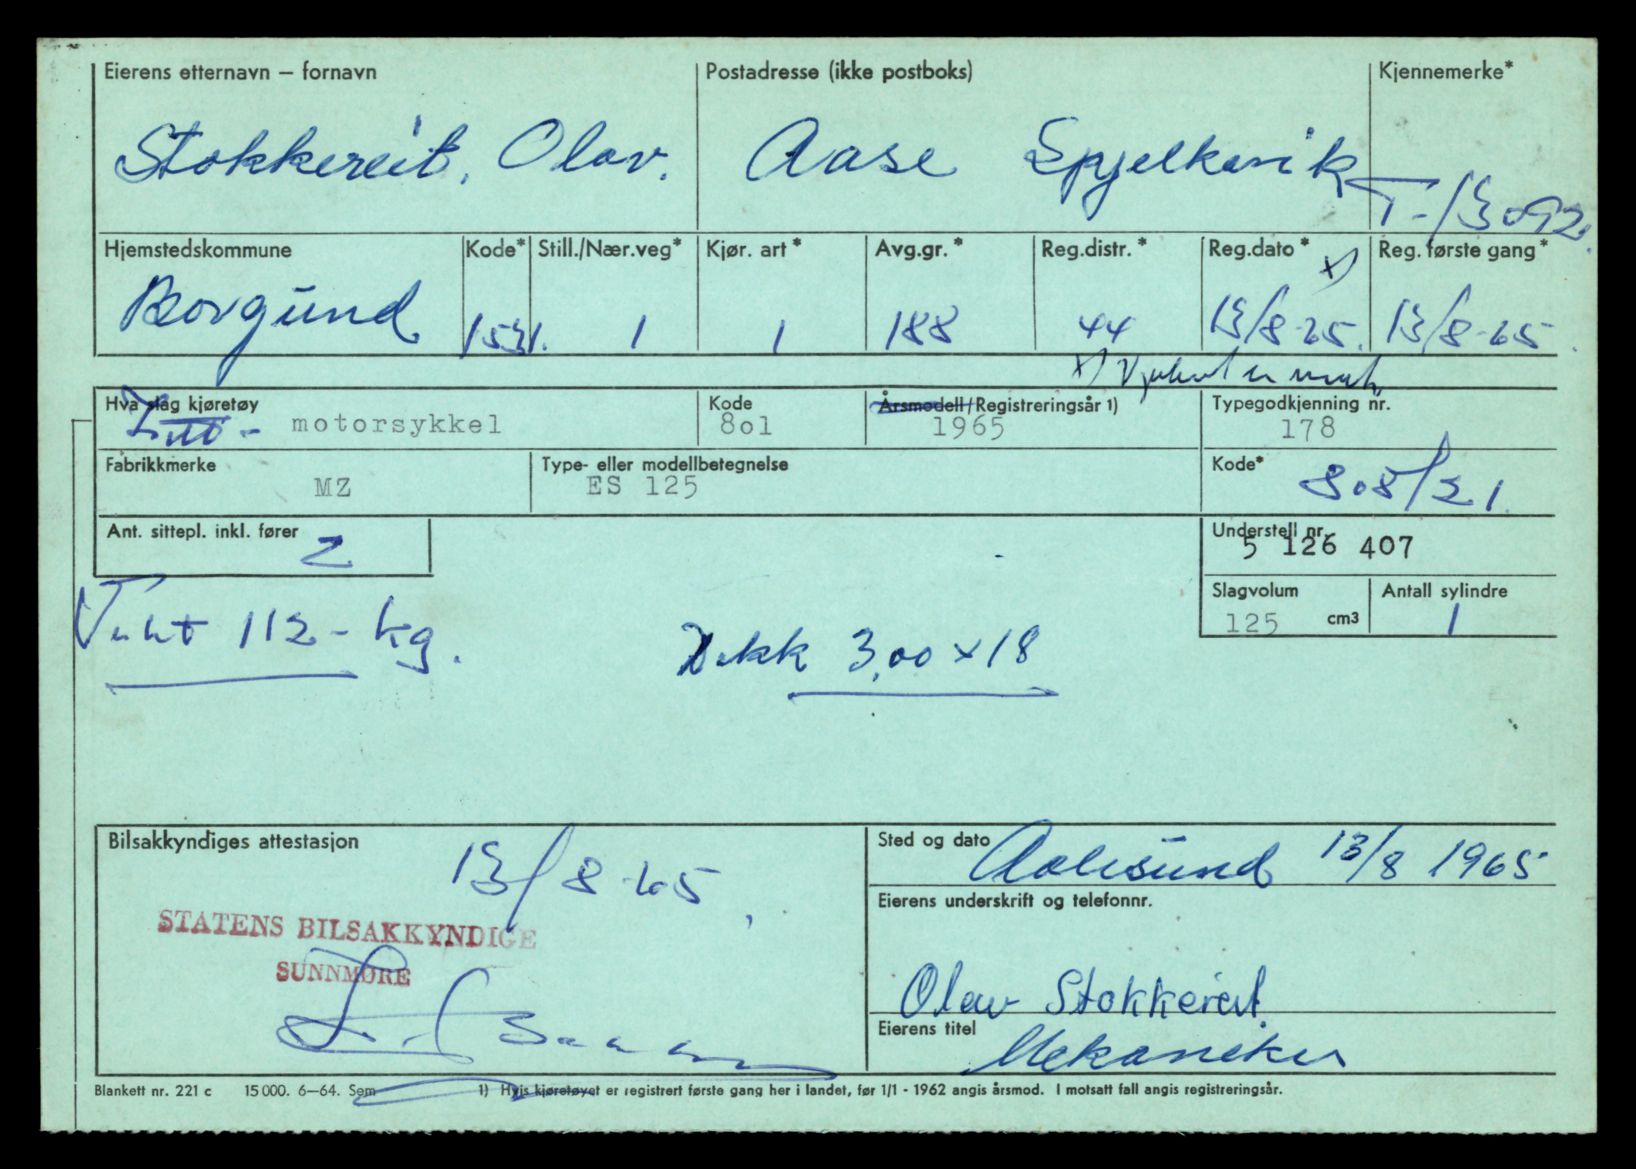 Eierens etternavn — fornavn Postadresse (ikke postboks) Kjennemerke*
Stokkereit, Olav. Aase Spjelkavik T-13092.
Hjemstedskommune Kode* Still./Nær.veg* Kjør. art* Avg.gr.* Reg.distr.* Reg.dato* x) Reg. første gang*
Borgund 1531. 1 1 188 44 13/8-65. 13/8-65.
x)
Hva slag kjøretøy Kode Årsmodell/Registreringsår 1) Typegodkjenning nr.
Lett- motorsykkel 8o1 1965 178
Fabrikkmerke Type- eller modellbetegnelse Kode*
MZ ES 125 808/21
Ant. sittepl. inkl. fører Understell nr.
2 5 126 407
Slagvolum Antall sylindre
125 cm3 1
Vekt 112-kg. Dekk 3,00 x 18
Bilsakkyndiges attestasjon Sted og dato
13/8-65, Aalesund 13/8 1965
Eierens underskrift og telefonnr.
STATENS BILSAKKYNDIGE
SUNNMØRE
Olav Stokkereit
Eierens titel
Mekaniker
Blankett nr. 221 c 15 000. 6—64. Sem 1) Hvis kjøretøyet er registrert første gang her i landet, før 1/1 - 1962 angis årsmod. I motsatt fall angis registreringsår.